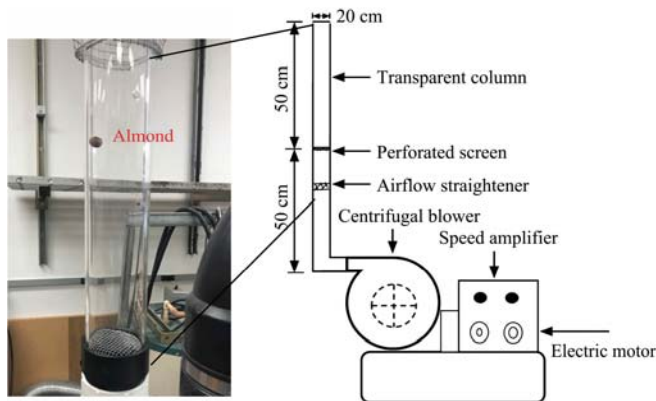 20 cm
50 cm
Transparent column
Almond
Perforated screen
Airflow straightener
50 cm
Centrifugal blower
Speed amplifier
Electric motor